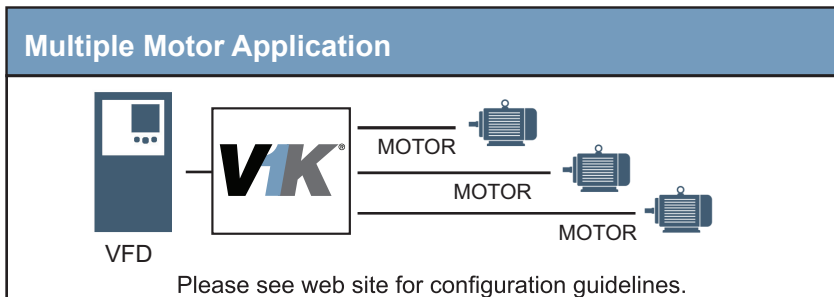 Multiple Motor Application
V1K®
MOTOR
MOTOR
MOTOR
VFD
Please see web site for configuration guidelines.